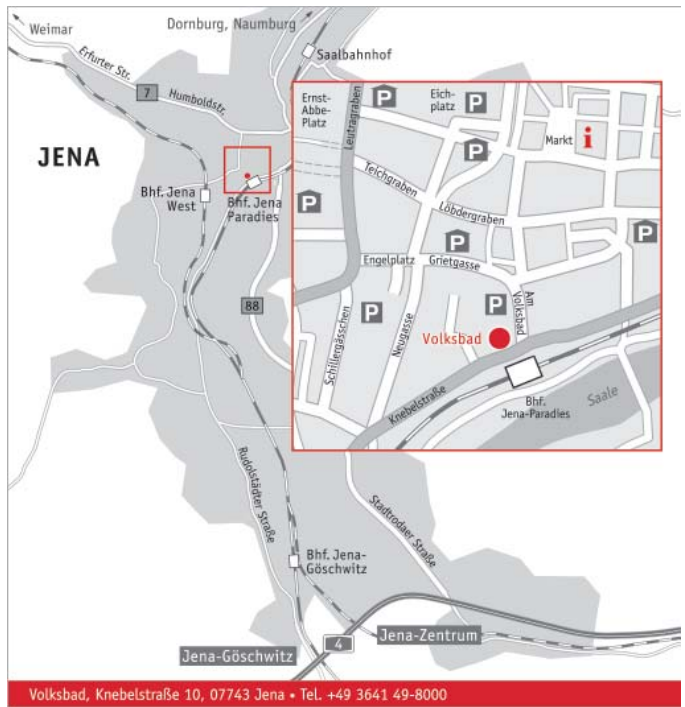 Weimar
Dornburg, Naumburg
Erfurter Str.
Saalbahnhof
7
Humboldstr.
JENA
Bhf. Jena
West
Bhf. Jena
Paradies
88
Ernst-
Abbe-
Platz
Leutragraben
P
Eich-
platz
P
Markt
i
P
Teichgraben
Löbdergraben
P
P
P
Engelplatz
Grietgasse
Am
Volksbad
P
P
Schillergässchen
Neugasse
Volksbad
Knebelstraße
Bhf.
Jena-Paradies
Saale
Rudolstädter Straße
Stadtrodaer Straße
Bhf. Jena-
Göschwitz
Jena-Göschwitz
4
Jena-Zentrum
Volksbad, Knebelstraße 10, 07743 Jena • Tel. +49 3641 49-8000